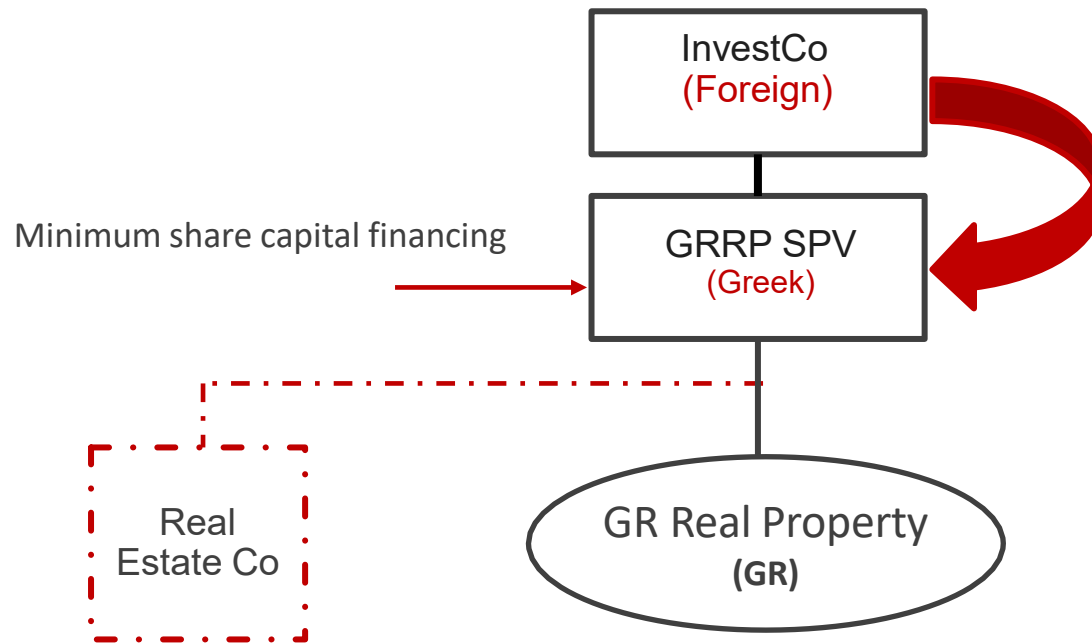 InvestCo
(Foreign)
Minimum share capital financing
GRRP SPV
(Greek)
Real
Estate Co
GR Real Property
(GR)